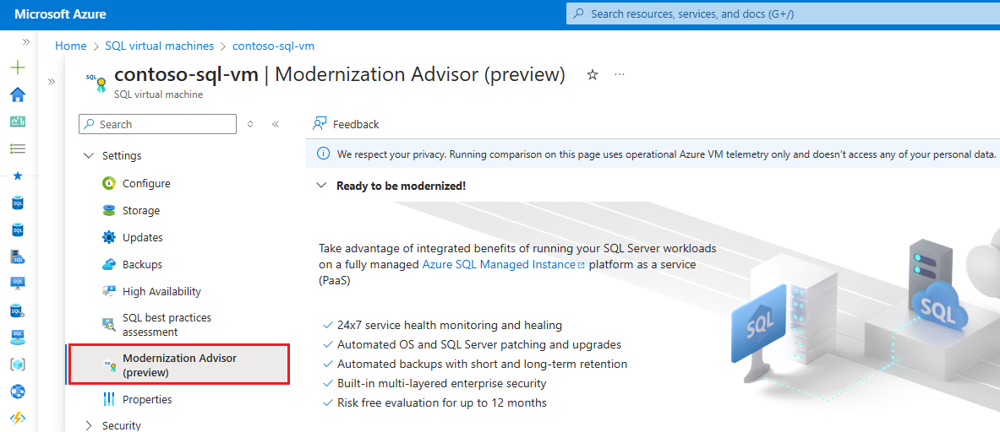 Microsoft Azure
Search resources, services, and docs (G+/)
Home > SQL virtual machines > contoso-sql-vm
contoso-sql-vm | Modernization Advisor (preview)
SQL virtual machine
Search
Feedback
We respect your privacy. Running comparison on this page uses operational Azure VM telemetry only and doesn't access any of your personal data.
Settings
Configure
Storage
Updates
Backups
High Availability
SQL best practices
assessment
Modernization Advisor
(preview)
Properties
Security
Ready to be modernized!
Take advantage of integrated benefits of running your SQL Server workloads
on a fully managed Azure SQL Managed Instance platform as a service
(PaaS)
24x7 service health monitoring and healing
Automated OS and SQL Server patching and upgrades
Automated backups with short and long-term retention
Built-in multi-layered enterprise security
Risk free evaluation for up to 12 months
SQL
SQL